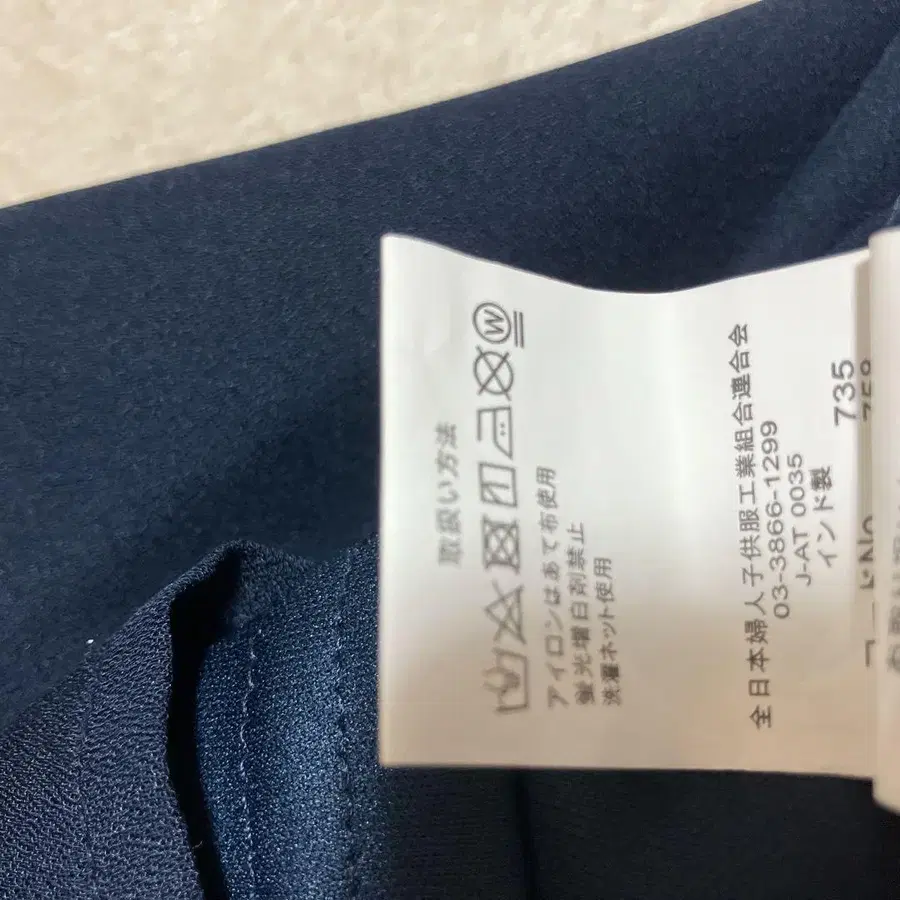 取扱い方法
W
アイロンはあて布使用
蛍光増白剤禁止
洗濯ネット使用
全日本婦人子供服工業組合連合会
03-3866-1299
J-AT 0035
インド製
735